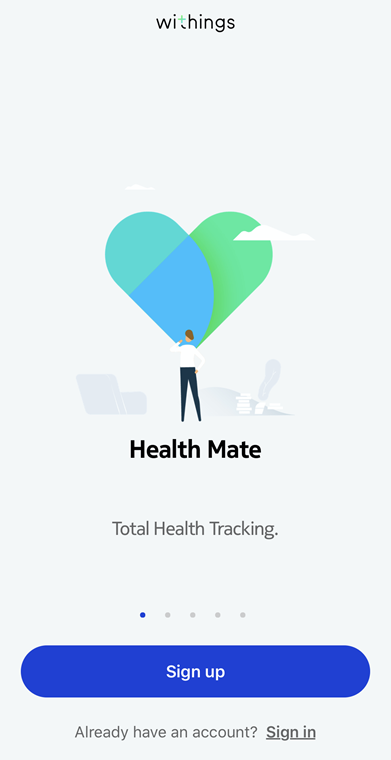 withings
Health Mate
Total Health Tracking.
Sign up
Already have an account? Sign in